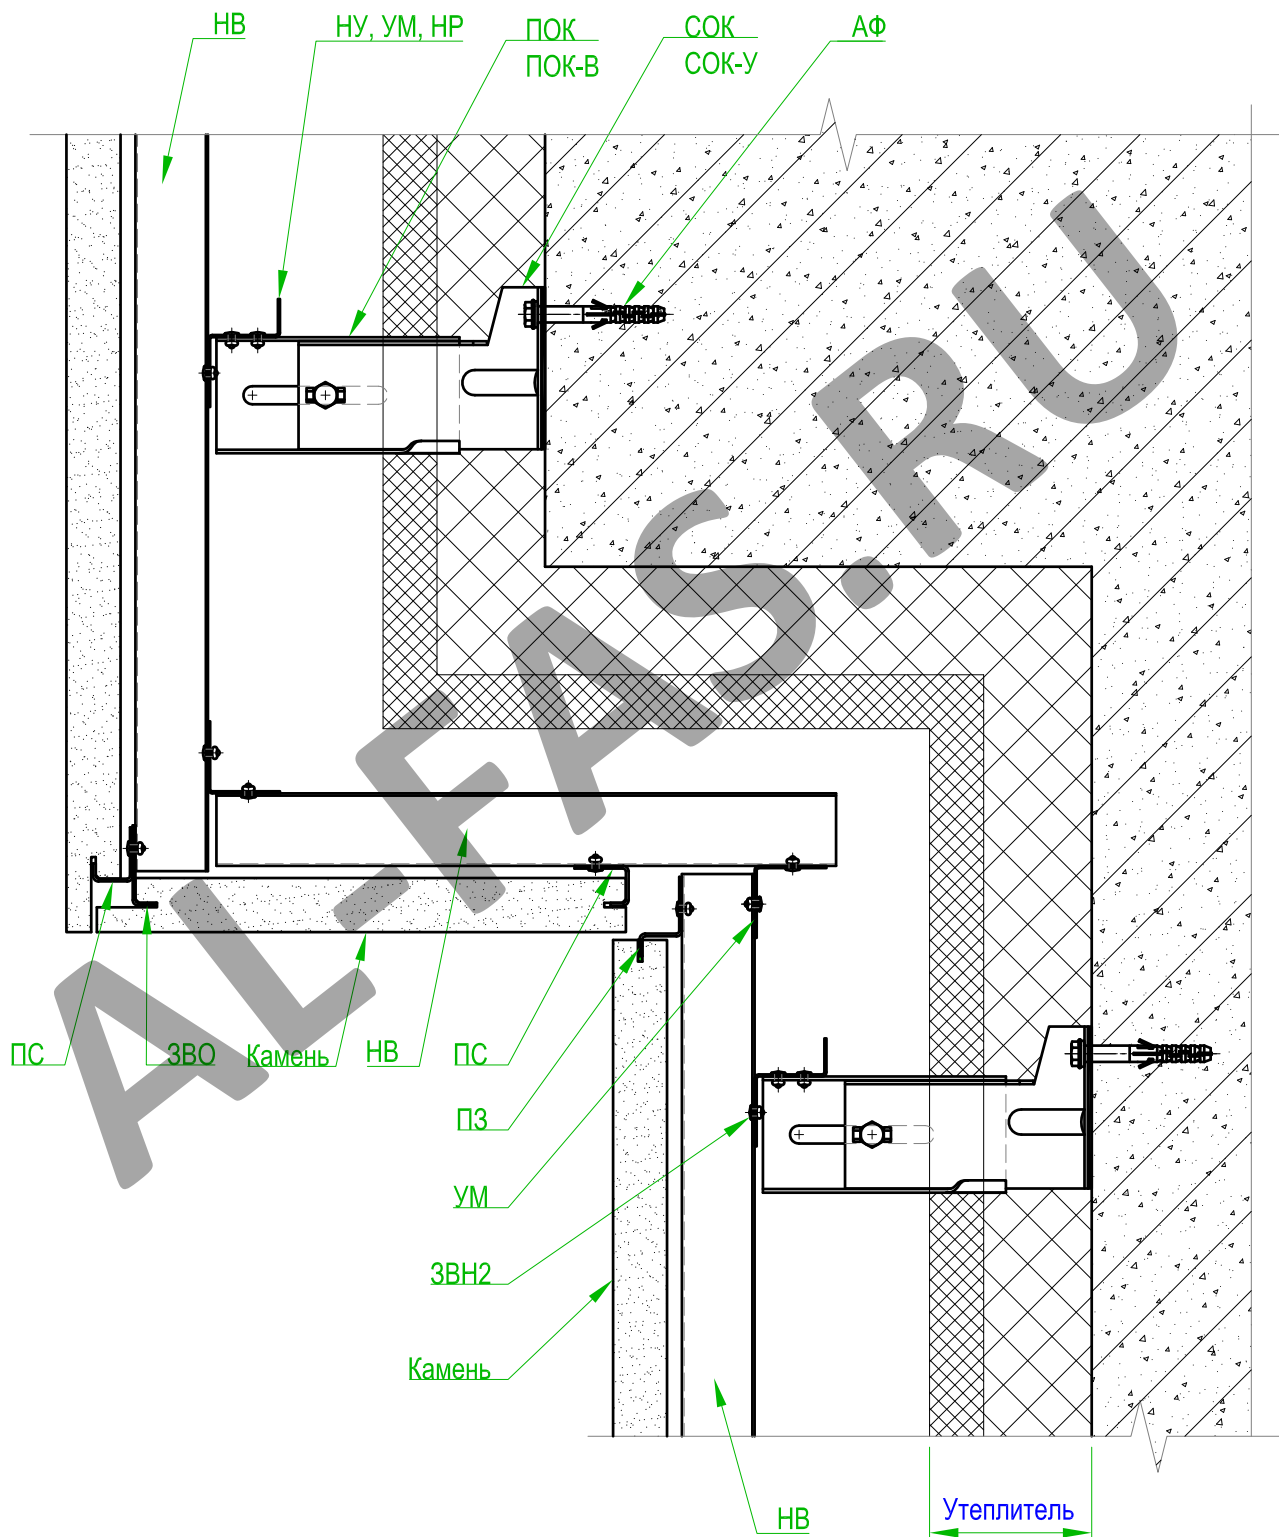 НВ
НУ, УМ, НР
ПОК
ПОК-В
СОК
СОК-У
АФ
AL-FAS.RU
ПС
ЗВО
Камень
НВ
ПС
ПЗ
УМ
ЗВН2
Камень
НВ
Утеплитель